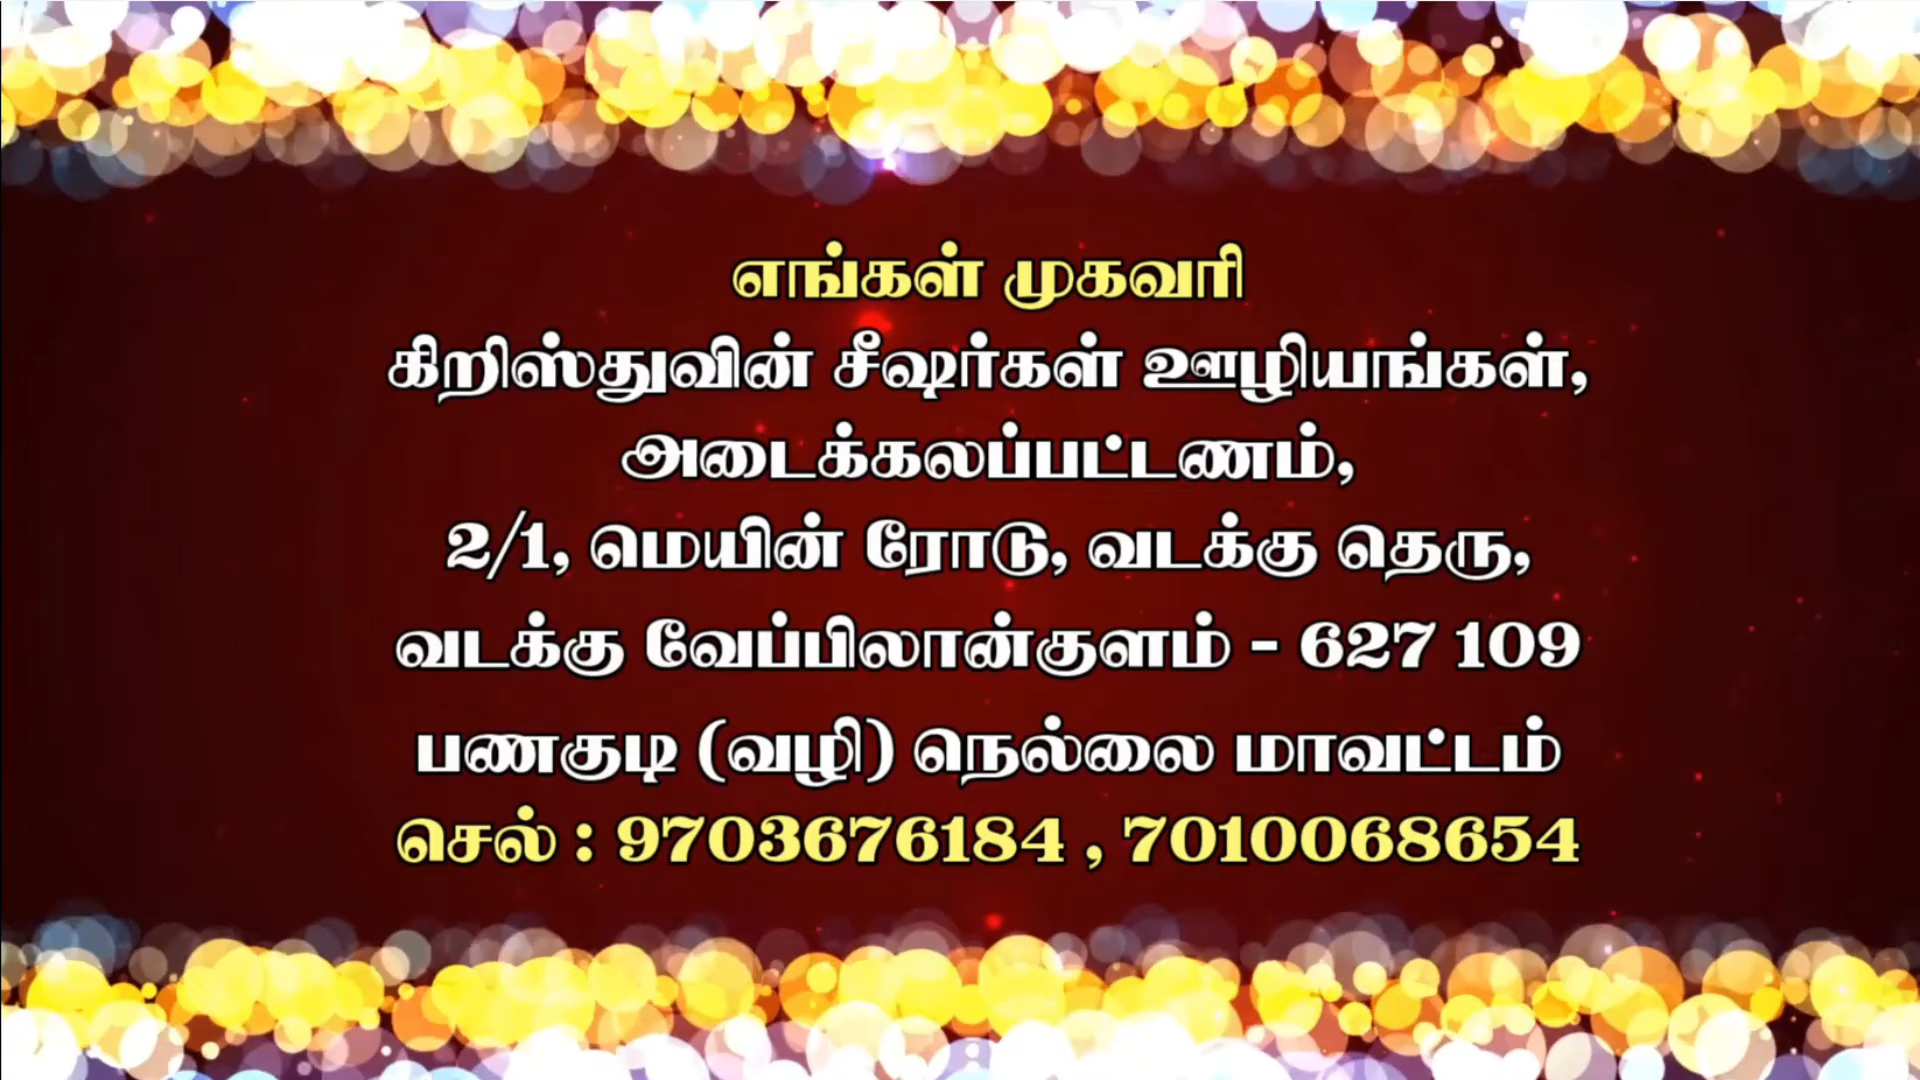 எங்கள் முகவரி
கிறிஸ்துவின் சீஷர்கள் ஊழியங்கள்,
அடைக்கலப்பட்டணம்,
2/1, மெயின் ரோடு, வடக்கு தெரு,
வடக்கு வேப்பிலான்குளம் - 627 109
பணகுடி (வழி) நெல்லை மாவட்டம்
செல் : 9703676184 , 7010068654